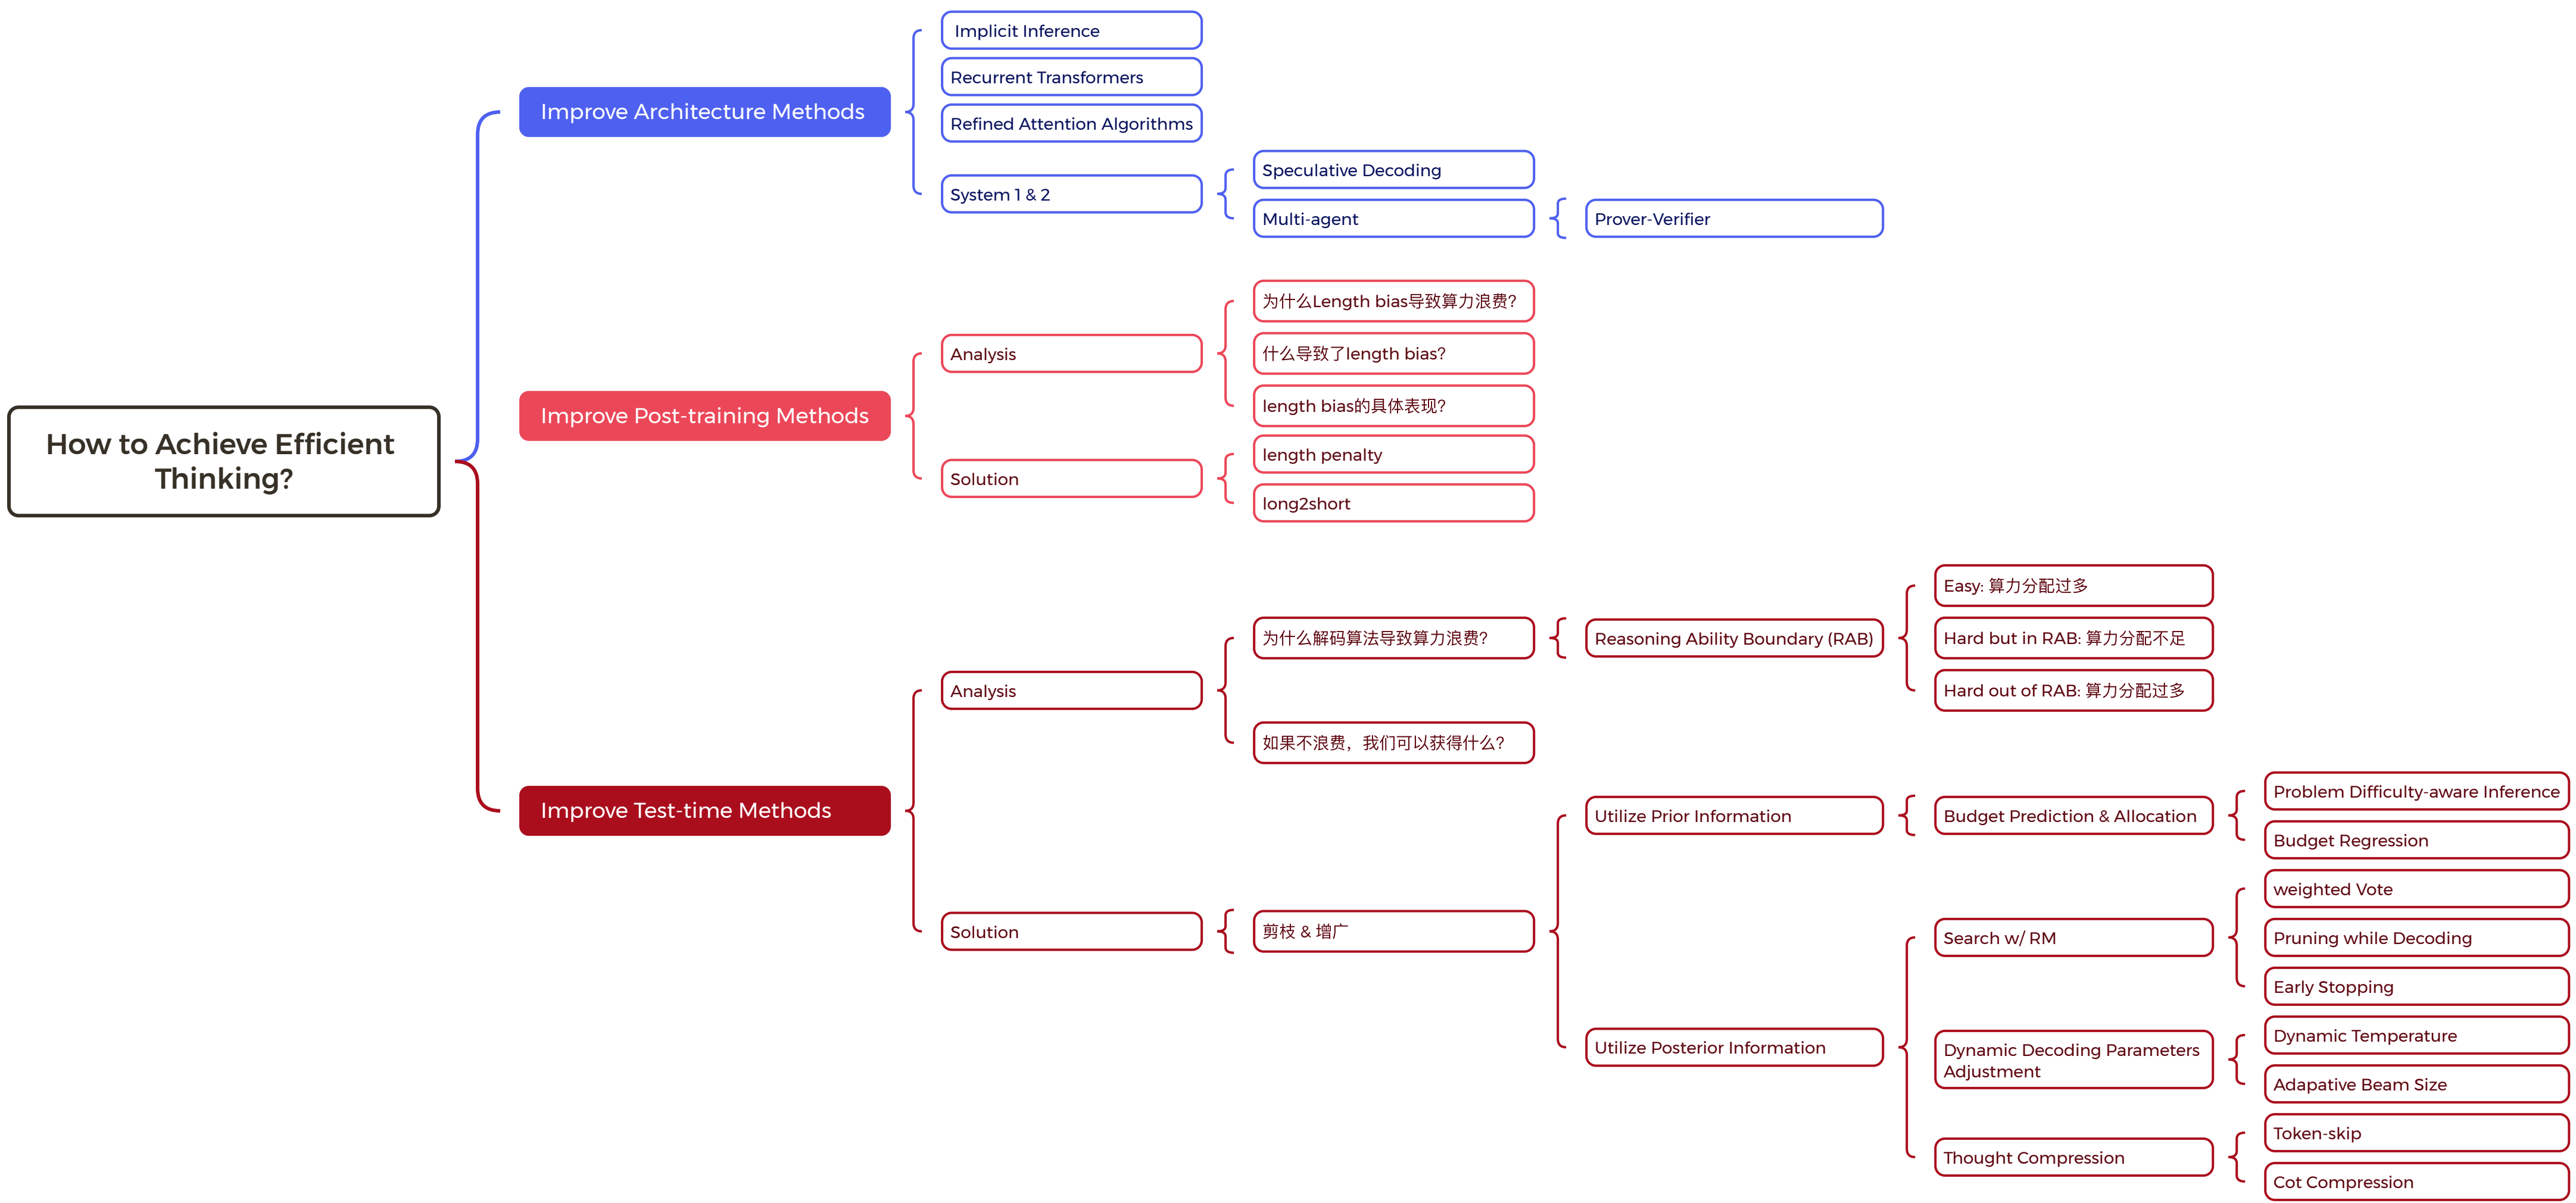 How to Achieve Efficient
Thinking?
Improve Architecture Methods
Implicit Inference
Recurrent Transformers
Refined Attention Algorithms
System 1 & 2
Speculative Decoding
Multi-agent
Prover-Verifier
Improve Post-training Methods
Analysis
为什么Length bias导致算力浪费?
什么导致了length bias?
length bias的具体表现?
Solution
length penalty
long2short
Improve Test-time Methods
Analysis
为什么解码算法导致算力浪费?
Reasoning Ability Boundary (RAB)
Easy: 算力分配过多
Hard but in RAB: 算力分配不足
Hard out of RAB: 算力分配过多
如果不浪费，我们可以获得什么?
Solution
剪枝 & 增广
Utilize Prior Information
Budget Prediction & Allocation
Problem Difficulty-aware Inference
Budget Regression
Utilize Posterior Information
Search w/ RM
weighted Vote
Pruning while Decoding
Early Stopping
Dynamic Decoding Parameters
Adjustment
Dynamic Temperature
Adapative Beam Size
Thought Compression
Token-skip
Cot Compression